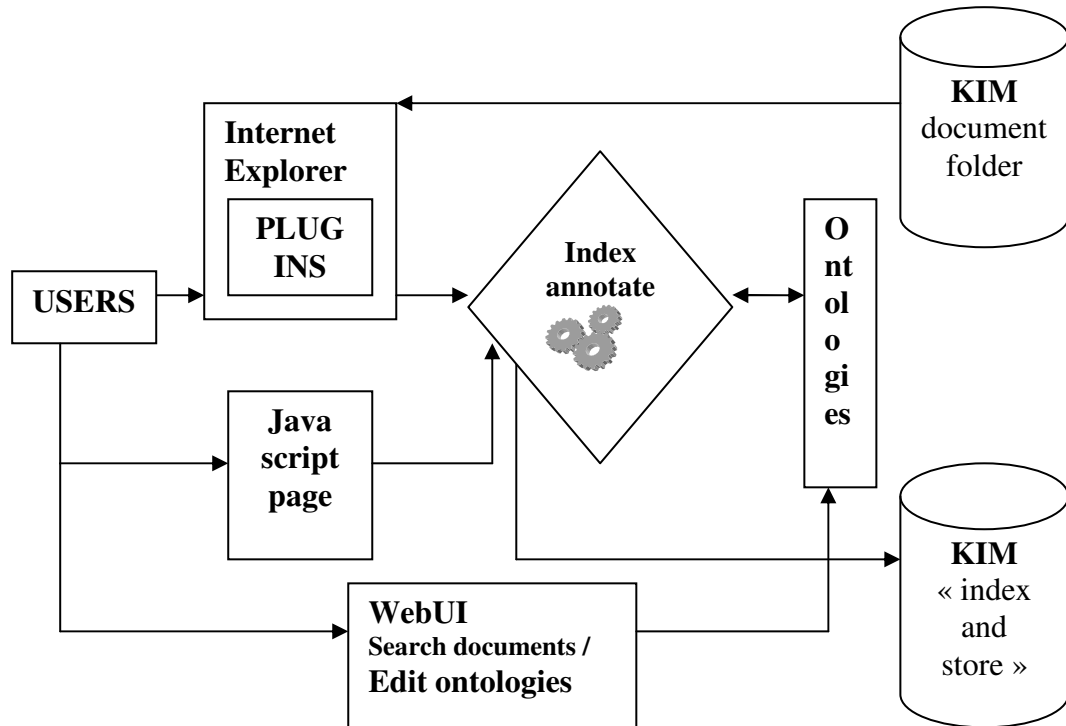 KIM
document
folder
Internet
Explorer
PLUG
INS
Index
annotate
O
nt
ol
o
gi
es
USERS
Java
script
page
KIM
« index
and
store »
WebUI
Search documents /
Edit ontologies